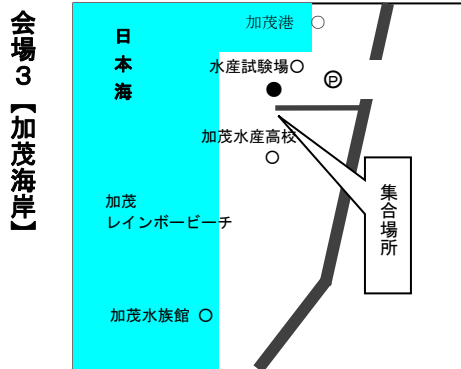 会場３【加茂海岸】
日本海
加茂港
水産試験場
Ⓟ
加茂水産高校
集合場所
加茂
レインボービーチ
加茂水族館